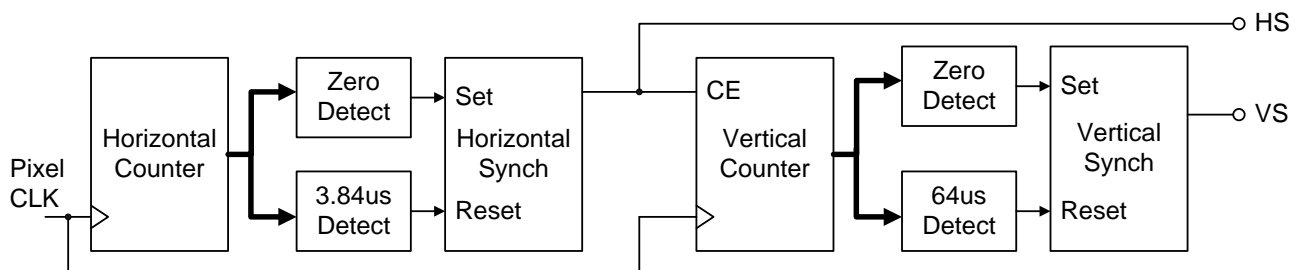 HS
Zero
Detect
Set
Horizontal
Synch
Reset
3.84us
Detect
Horizontal
Counter
Pixel
CLK
CE
Vertical
Counter
Zero
Detect
64us
Detect
Set
Vertical
Synch
Reset
VS